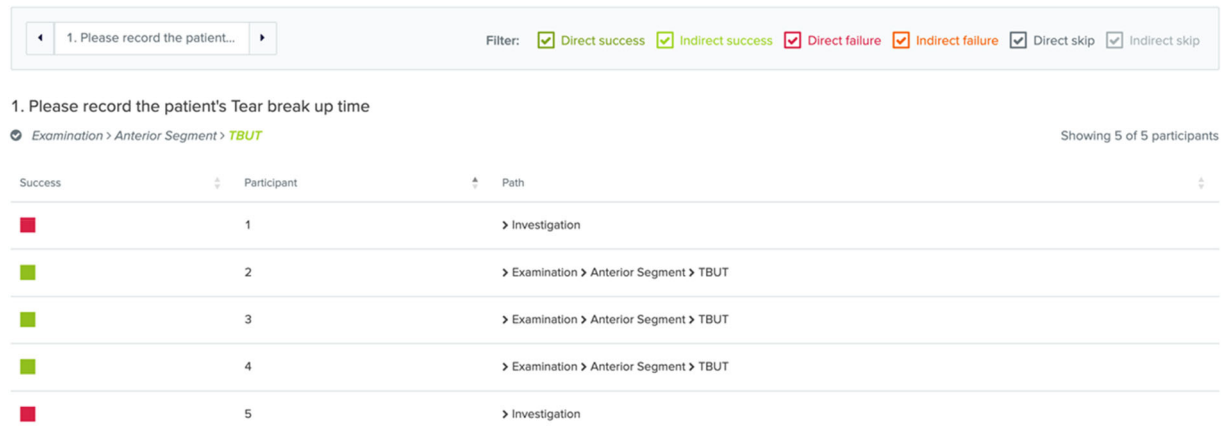 1. Please record the patient...
Filter: Direct success Indirect success Direct failure Indirect failure Direct skip Indirect skip
1. Please record the patient's Tear break up time
Examination > Anterior Segment > TBUT
Showing 5 of 5 participants
Success Participant Path
1 > Investigation
2 > Examination > Anterior Segment > TBUT
3 > Examination > Anterior Segment > TBUT
4 > Examination > Anterior Segment > TBUT
5 > Investigation